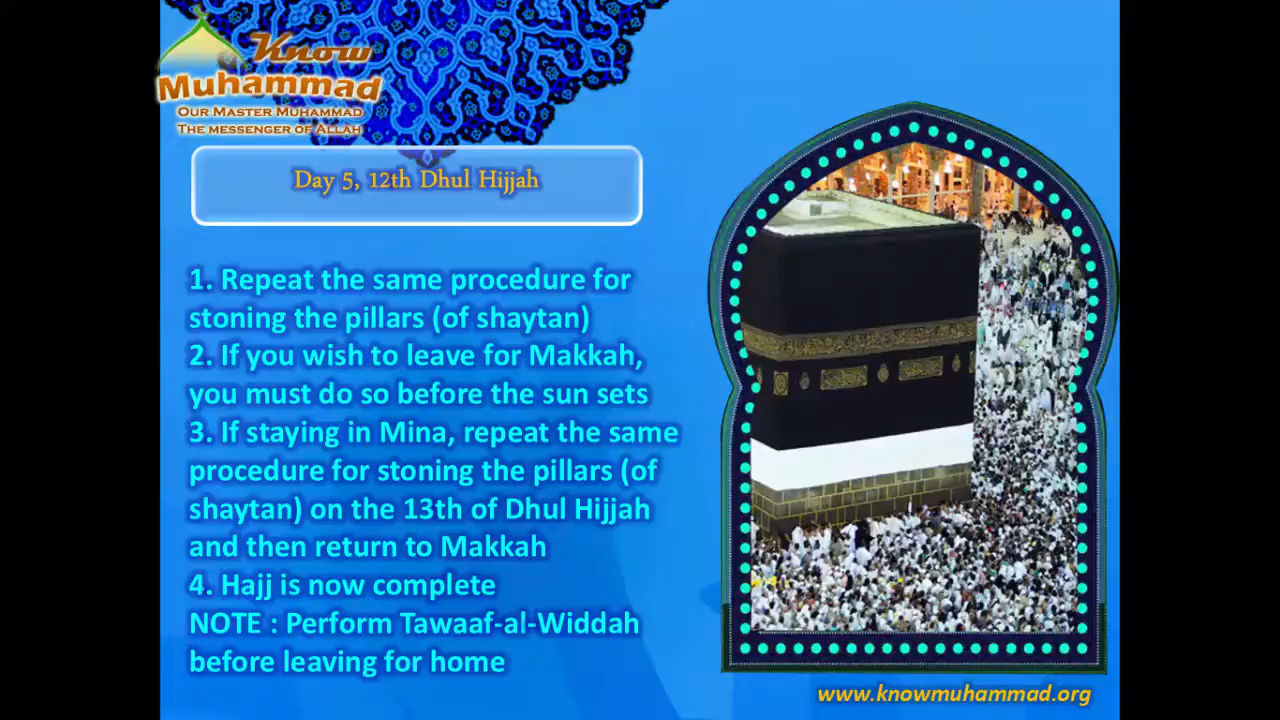 Know
Muhammad
Our Master Muhammad
The messenger of Allah
Day 5, 12th Dhul Hijjah
1. Repeat the same procedure for
stoning the pillars (of shaytan)
2. If you wish to leave for Makkah,
you must do so before the sun sets
3. If staying in Mina, repeat the same
procedure for stoning the pillars (of
shaytan) on the 13th of Dhul Hijjah
and then return to Makkah
4. Hajj is now complete
NOTE : Perform Tawaaf-al-Widdah
before leaving for home
www.knowmuhammad.org